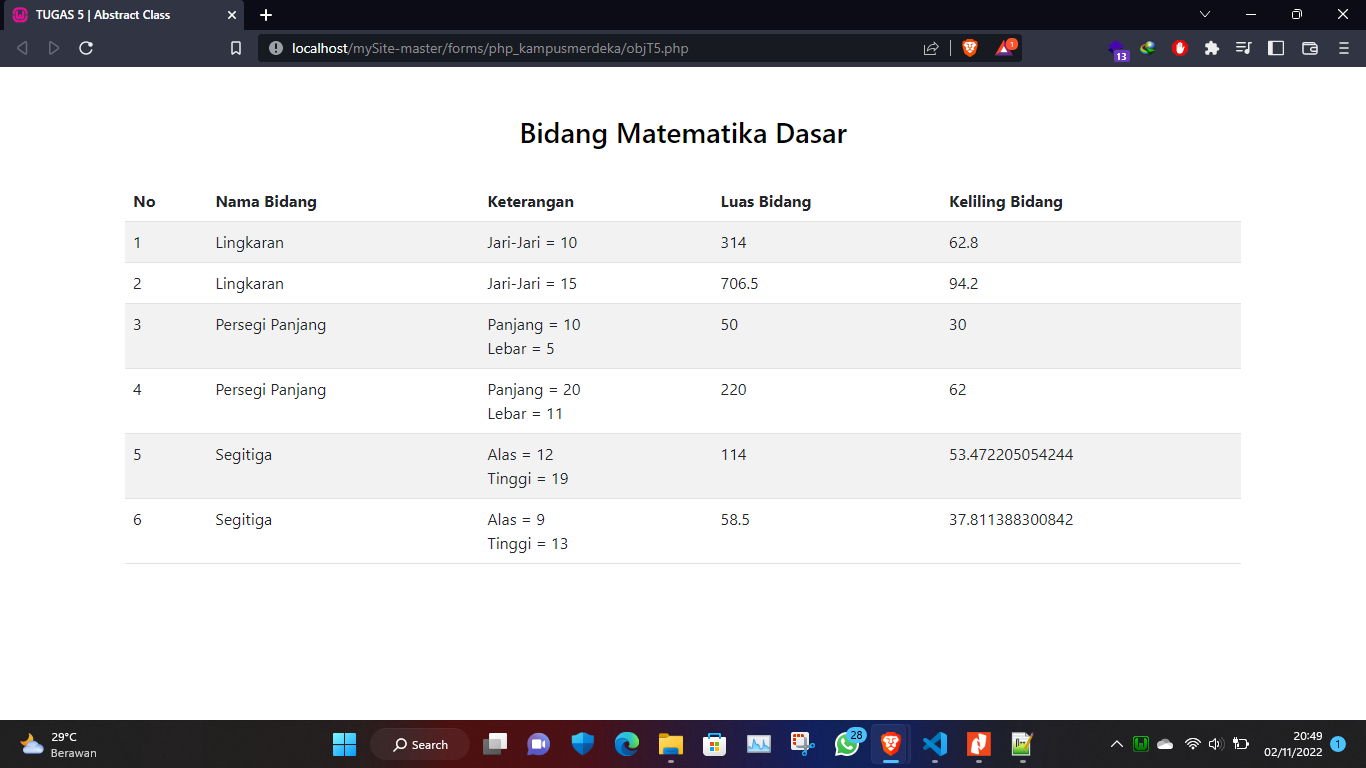 TUGAS 5 | Abstract Class
localhost/mySite-master/forms/php_kampusmerdeka/objT5.php
1
13
Bidang Matematika Dasar
No Nama Bidang Keterangan Luas Bidang Keliling Bidang
1 Lingkaran Jari-Jari = 10 314 62.8
2 Lingkaran Jari-Jari = 15 706.5 94.2
3 Persegi Panjang Panjang = 10 50 30
Lebar = 5
4 Persegi Panjang Panjang = 20 220 62
Lebar = 11
5 Segitiga Alas = 12 114 53.472205054244
Tinggi = 19
6 Segitiga Alas = 9 58.5 37.811388300842
Tinggi = 13
29°C
Berawan
Search
28
20:49
02/11/2022
1